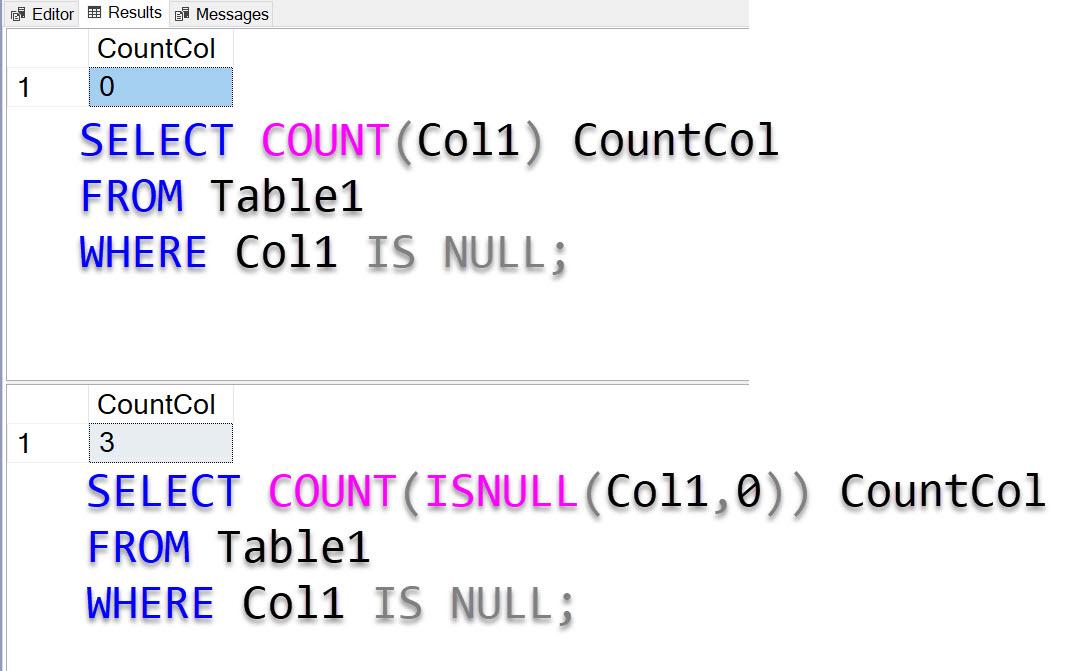 Editor Results Messages
CountCol
1 0
SELECT COUNT(Col1) CountCol
FROM Table1
WHERE Col1 IS NULL;
CountCol
1 3
SELECT COUNT(ISNULL(Col1,0)) CountCol
FROM Table1
WHERE Col1 IS NULL;